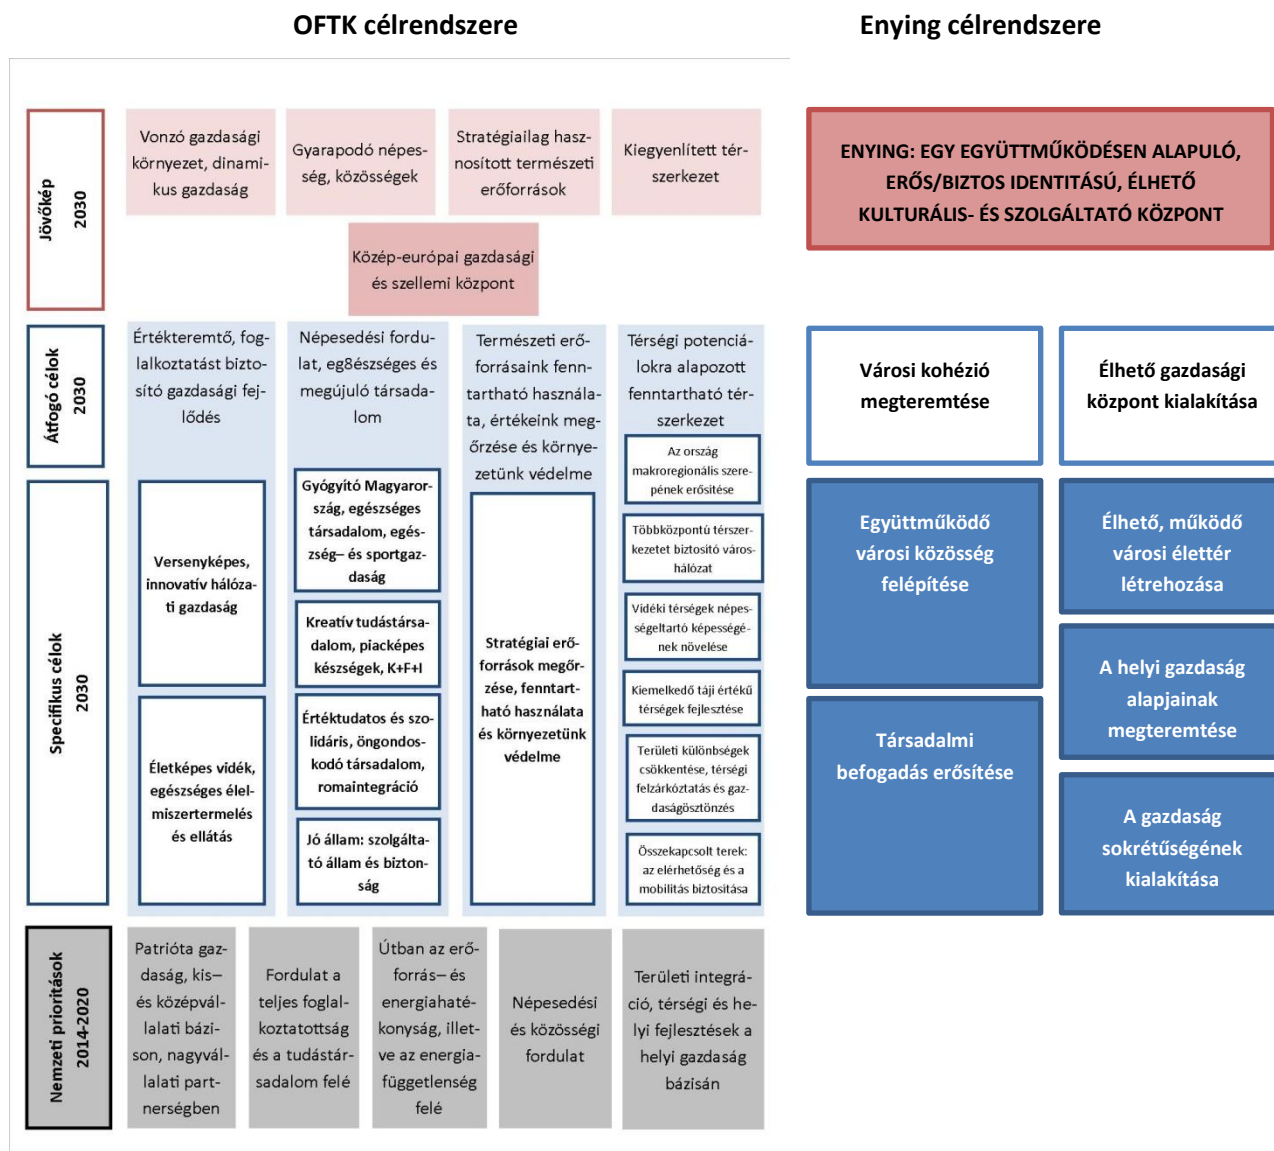 OFTK célrendszere
Enying célrendszere
Jövőkép
2030
Vonzó gazdasági
környezet, dinami-
kus gazdaság
Gyarapodó népes-
ség, közösségek
Stratégiailag hasz-
nosított természeti
erőforrások
Kiegyenlített tér-
szerkezet
Közép-európai gazdasági
és szellemi központ
ENYING: EGY EGYÜTTMŰKÖDÉSEN ALAPULÓ,
ERŐS/BIZTOS IDENTITÁSÚ, ÉLHETŐ
KULTURÁLIS- ÉS SZOLGÁLTATÓ KÖZPONT
Átfogó célok
2030
Értékteremtő, fog-
lalkoztatást bizto-
sító gazdasági fej-
lődés
Népesedési fordu-
lat, eg8észséges és
megújuló társada-
lom
Természeti erő-
forrásaink fenn-
tartható használa-
ta, értékeink meg-
őrzése és környe-
zetünk védelme
Térségi potenciá-
lokra alapozott
fenntartható tér-
szerkezet
Városi kohézió
megteremtése
Élhető gazdasági
központ kialakítása
Specifikus célok
2030
Versenyképes,
innovatív hálóza-
ti gazdaság
Életképes vidék,
egészséges élel-
miszertermelés
és ellátás
Gyógyító Magyaror-
szág, egészséges
társadalom, egés-
zség– és sportgaz-
daság
Kreatív tudástársa-
dalom, piacképes
készségek, K+F+I
Értéktudatos és szo-
lidáris, öngondos-
kodó társadalom,
romaintegráció
Jó állam: szolgálta-
tó állam és bizton-
ság
Stratégiai erő-
források megőr-
zése, fenntart-
ható használata
és környezetünk
védelme
Az ország
makroregionális szere-
pének erősítése
Többközpontú térszer-
kezetet biztosító város-
hálózat
Vidéki térségek népes-
ségeltartó képességé-
nek növelése
Kiemelkedő táji értékű
térségek fejlesztése
Területi különbségek
csökkentése, térségi
felzárkóztatás és gaz-
daságösztönzés
Összekapcsolt terek:
az elérhetőség és a
mobilitás biztosítása
Együttműködő
városi közösség
felépítése
Társadalmi
befogadás erősítése
Élhető, működő
városi élettér
létrehozása
A helyi gazdaság
alapjainak
megteremtése
A gazdaság
sokrétűségének
kialakítása
Nemzeti prioritások
2014-2020
Patrióta gaz-
daság, kis–
és középvál-
lalati bázi-
son, nagyvál-
lalati part-
nerségben
Fordulat a
teljes foglal-
koztatottság
és a tudástár-
sadalom felé
Útban az erő-
forrás– és
energiahaté-
konyság, illet-
ve az energia-
függetlenség
felé
Népesedési
és közösségi
fordulat
Területi integrá-
ció, térségi és he-
lyi fejlesztések a
helyi gazdaság
bázisán